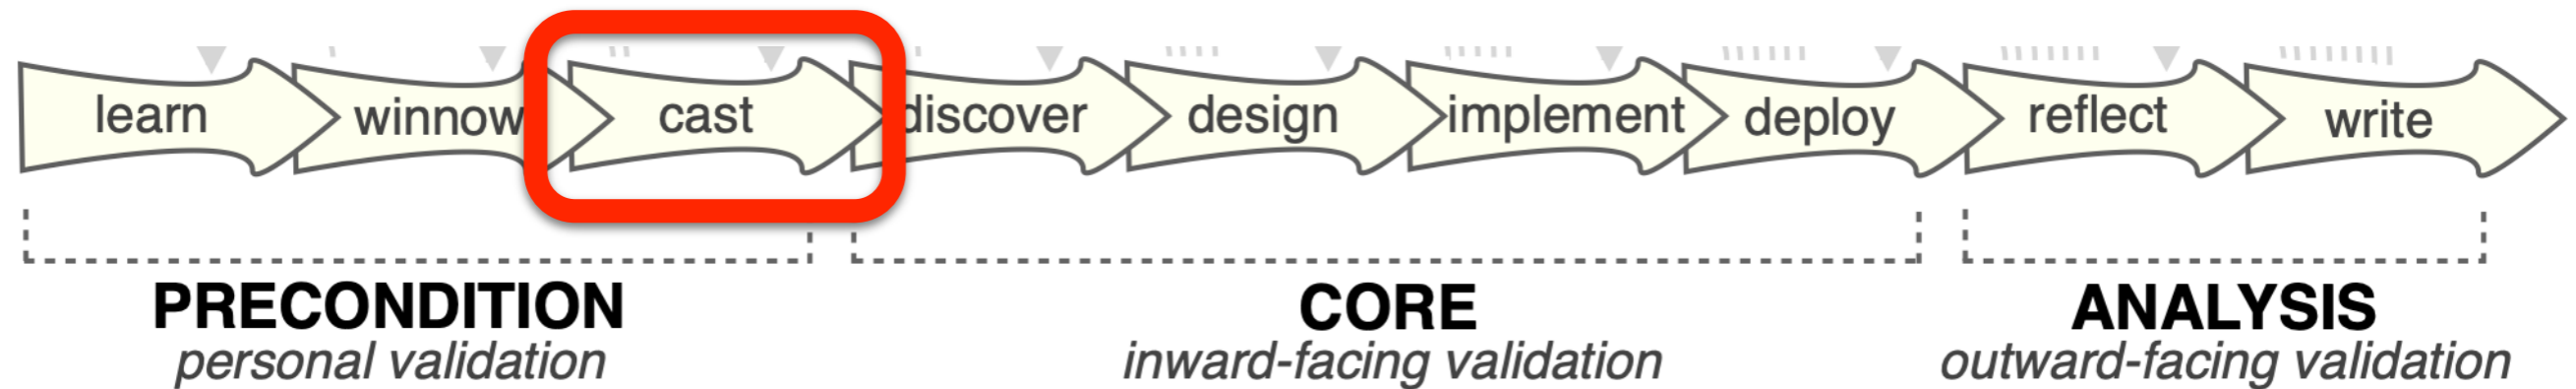 learn winnow cast discover design implement deploy reflect write
PRECONDITION CORE ANALYSIS
personal validation inward-facing validation outward-facing validation